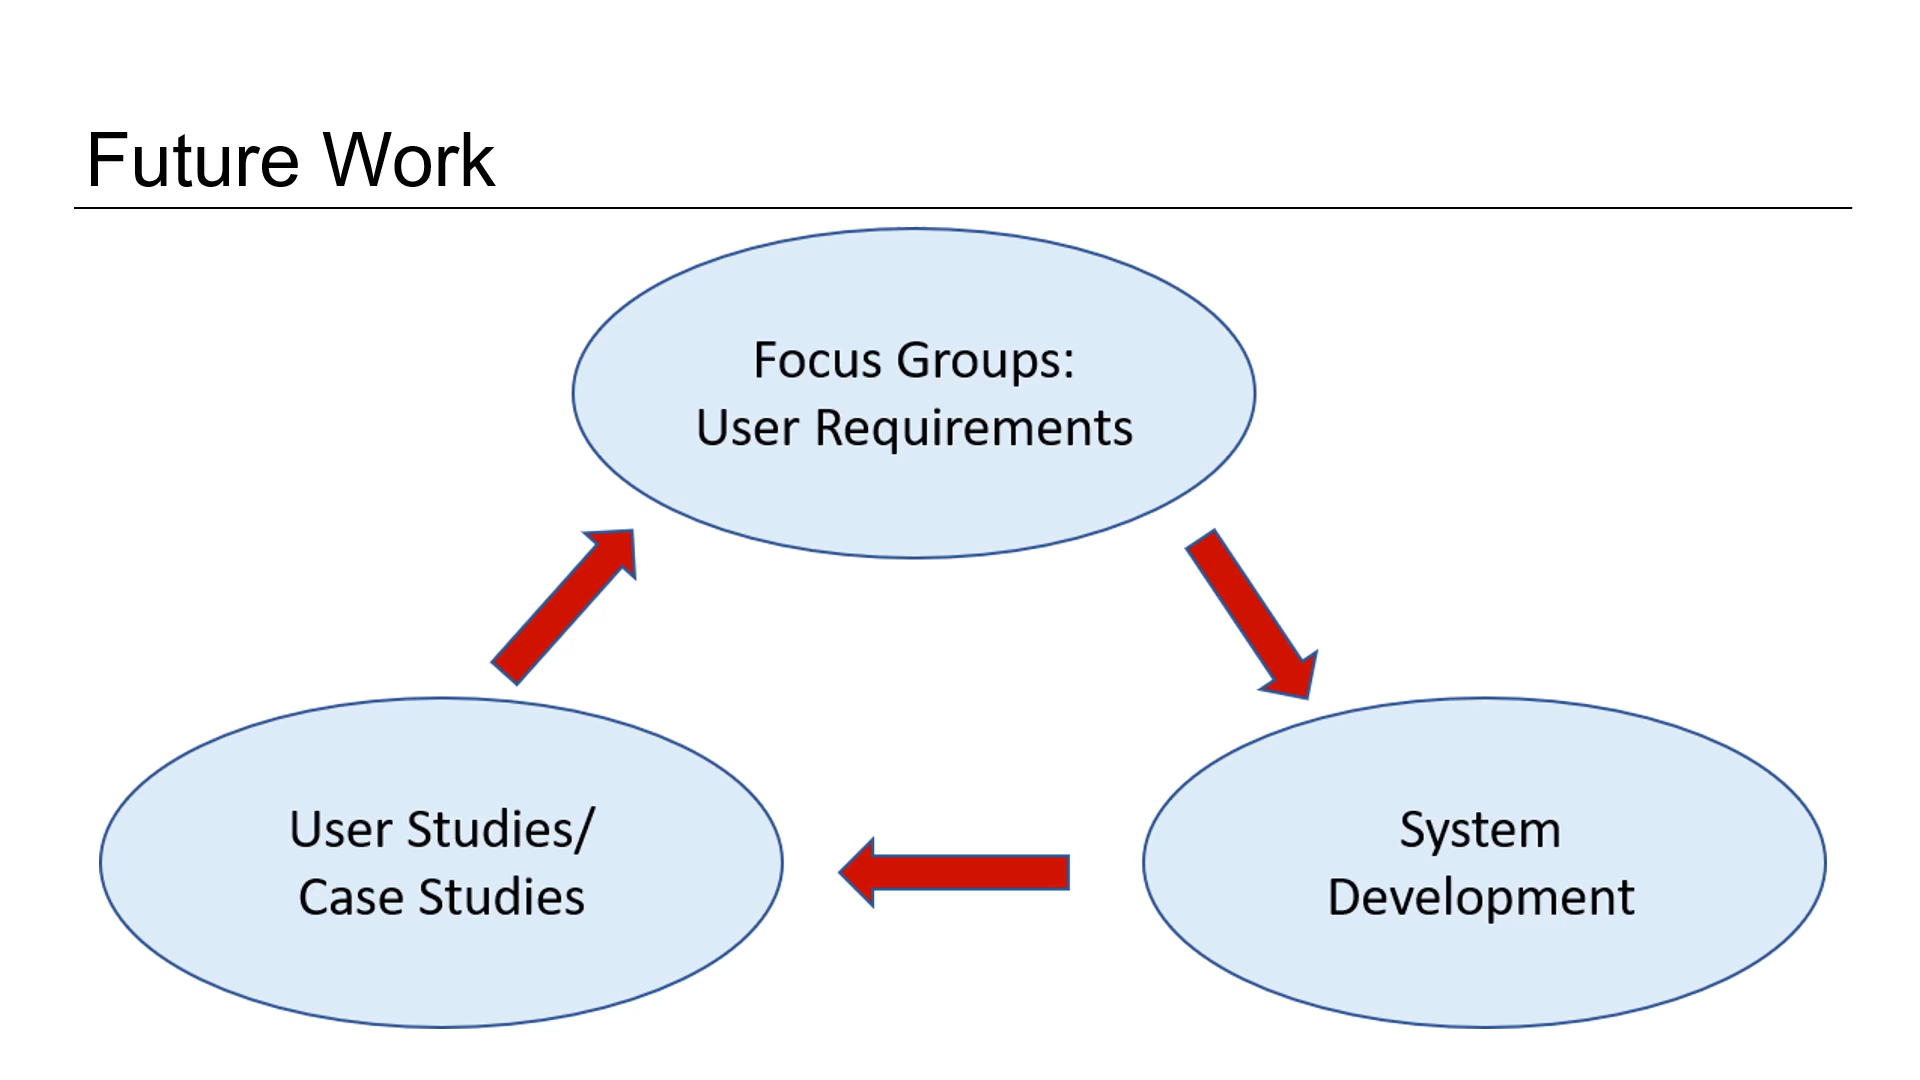 Future Work
Focus Groups:
User Requirements
User Studies/
Case Studies
System
Development